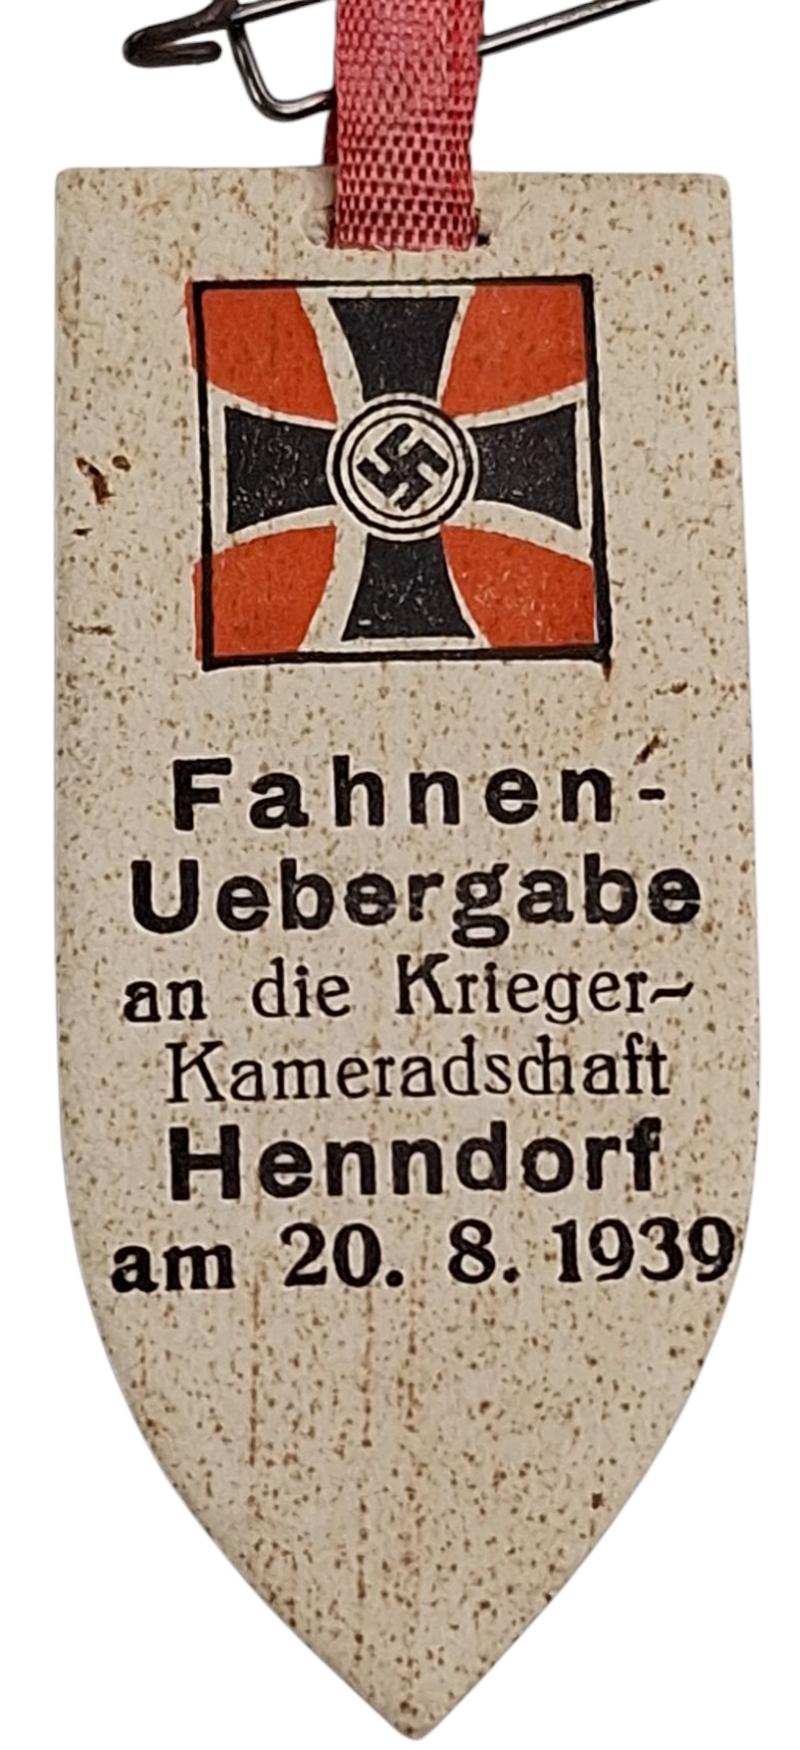 Fahnen-
Uebergabe
an die Krieger-
Kameradschaft
Henndorf
am 20. 8. 1939